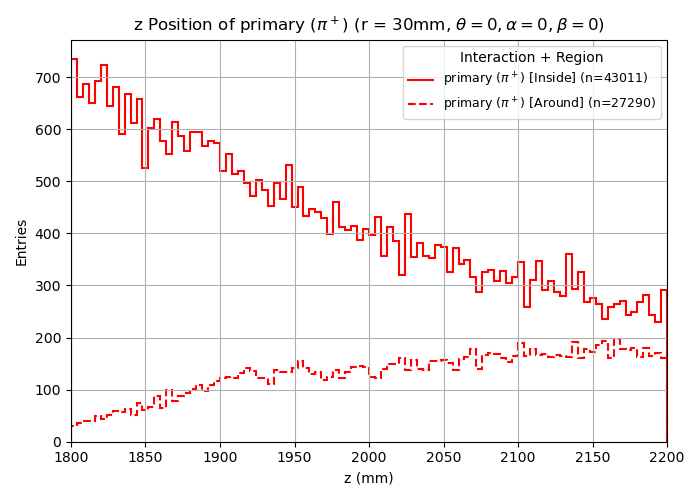 z Position of primary (π⁺) (r = 30mm, θ = 0, α = 0, β = 0)
Interaction + Region
primary (π⁺) [Inside] (n=43011)
primary (π⁺) [Around] (n=27290)
Entries
700
600
500
400
300
200
100
0
1800 1850 1900 1950 2000 2050 2100 2150 2200
z (mm)